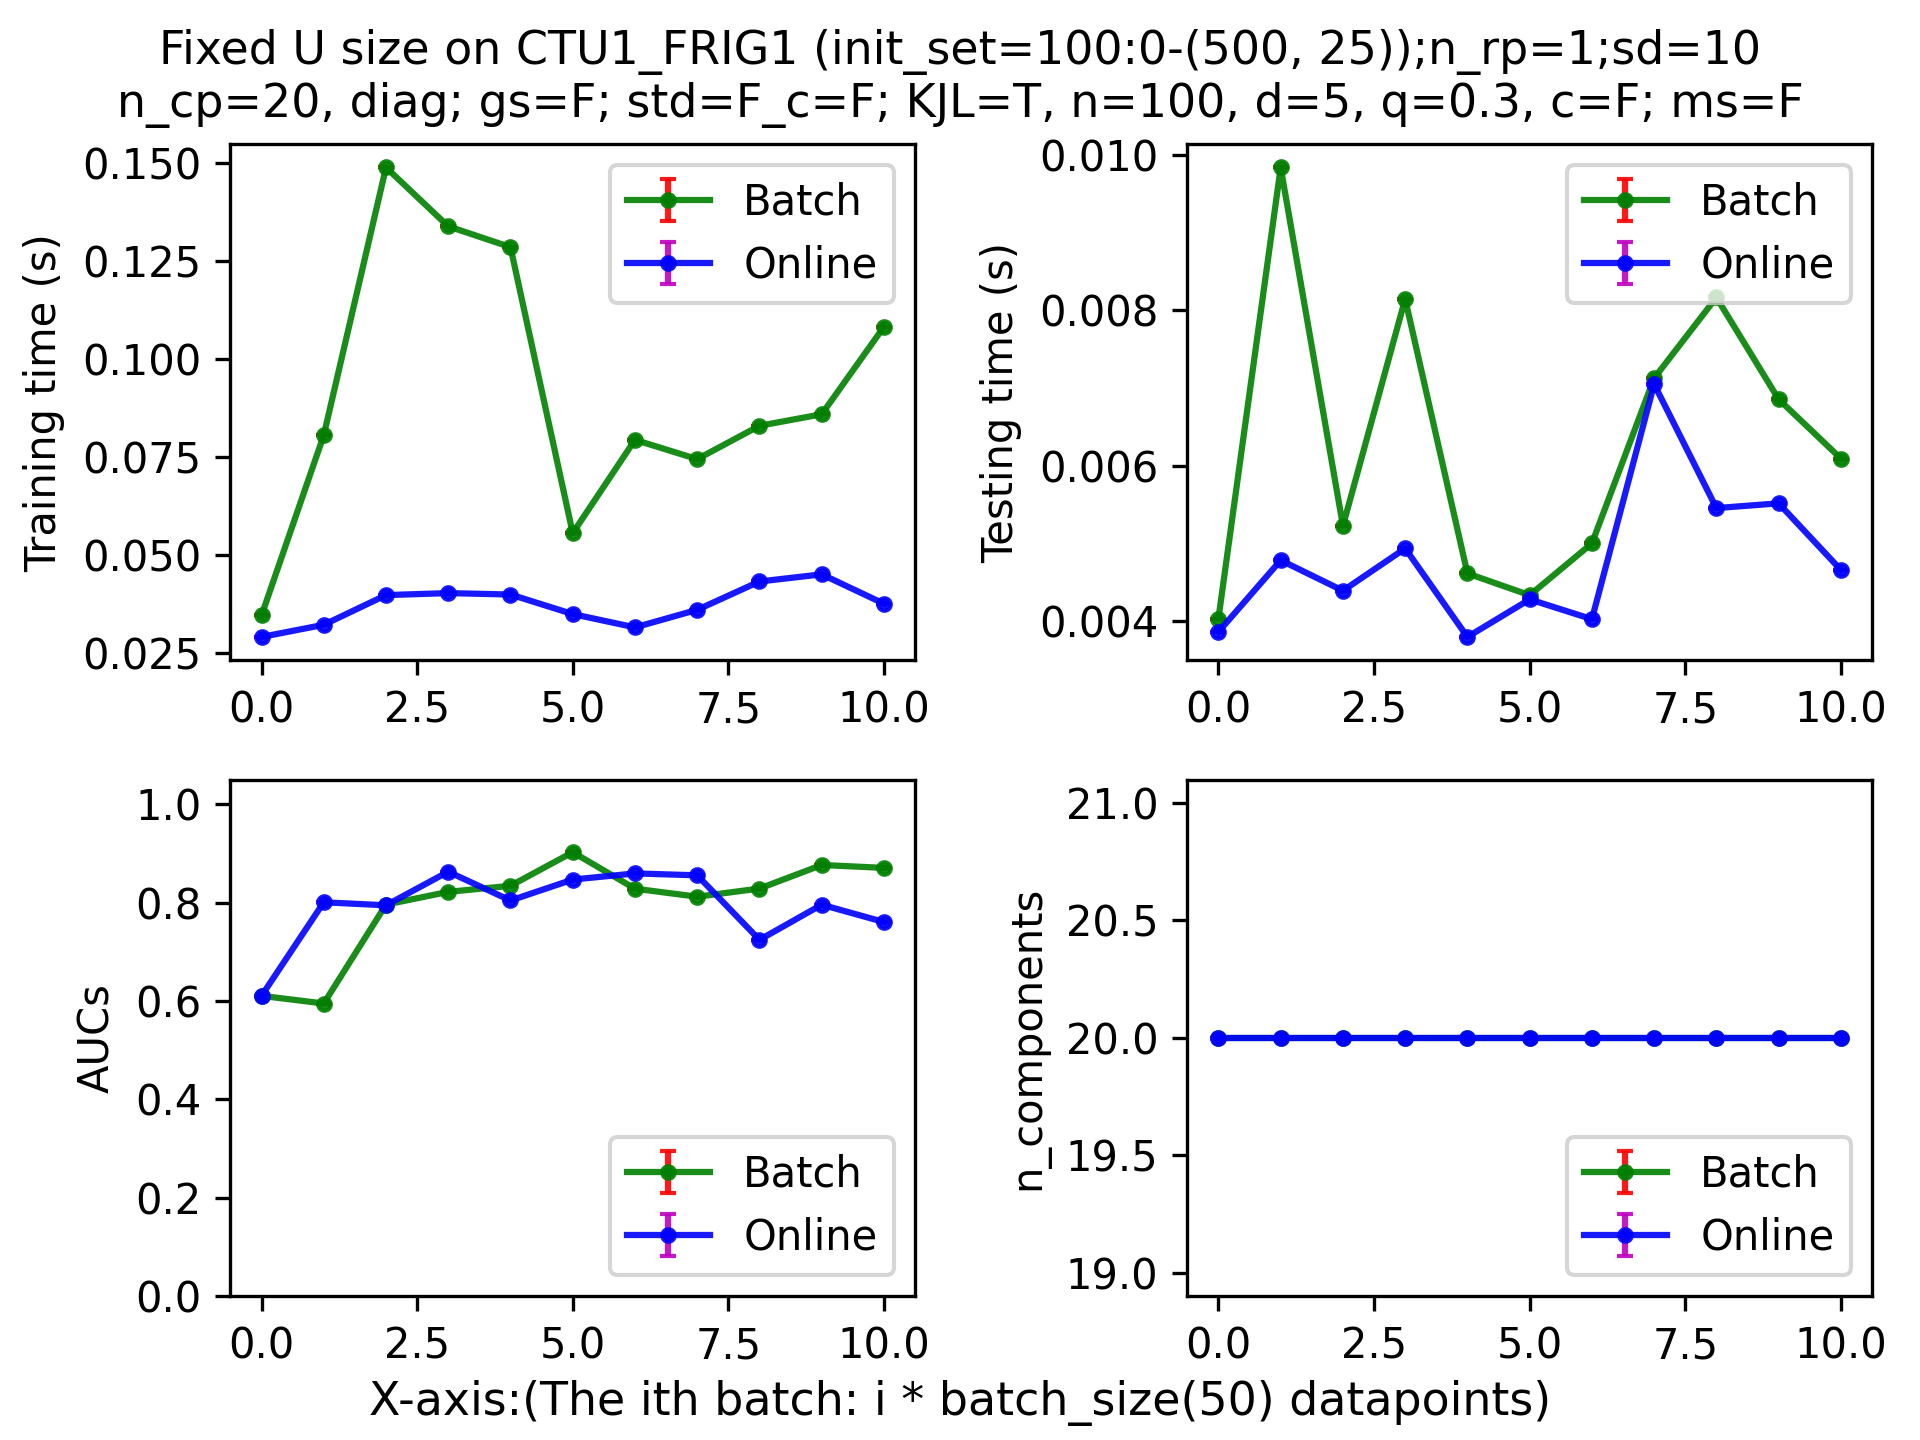 Fixed U size on CTU1_FRIG1 (init_set=100:0-(500, 25));n_rp=1;sd=10
n_cp=20, diag; gs=F; std=F_c=F; KJL=T, n=100, d=5, q=0.3, c=F; ms=F
Training time (s)
0.150
0.125
0.100
0.075
0.050
0.025
0.0 2.5 5.0 7.5 10.0
Batch
Online
Testing time (s)
0.010
0.008
0.006
0.004
0.0 2.5 5.0 7.5 10.0
Batch
Online
AUCs
1.0
0.8
0.6
0.4
0.2
0.0
0.0 2.5 5.0 7.5 10.0
Batch
Online
n_components
21.0
20.5
20.0
19.5
19.0
0.0 2.5 5.0 7.5 10.0
Batch
Online
X-axis:(The ith batch: i * batch_size(50) datapoints)